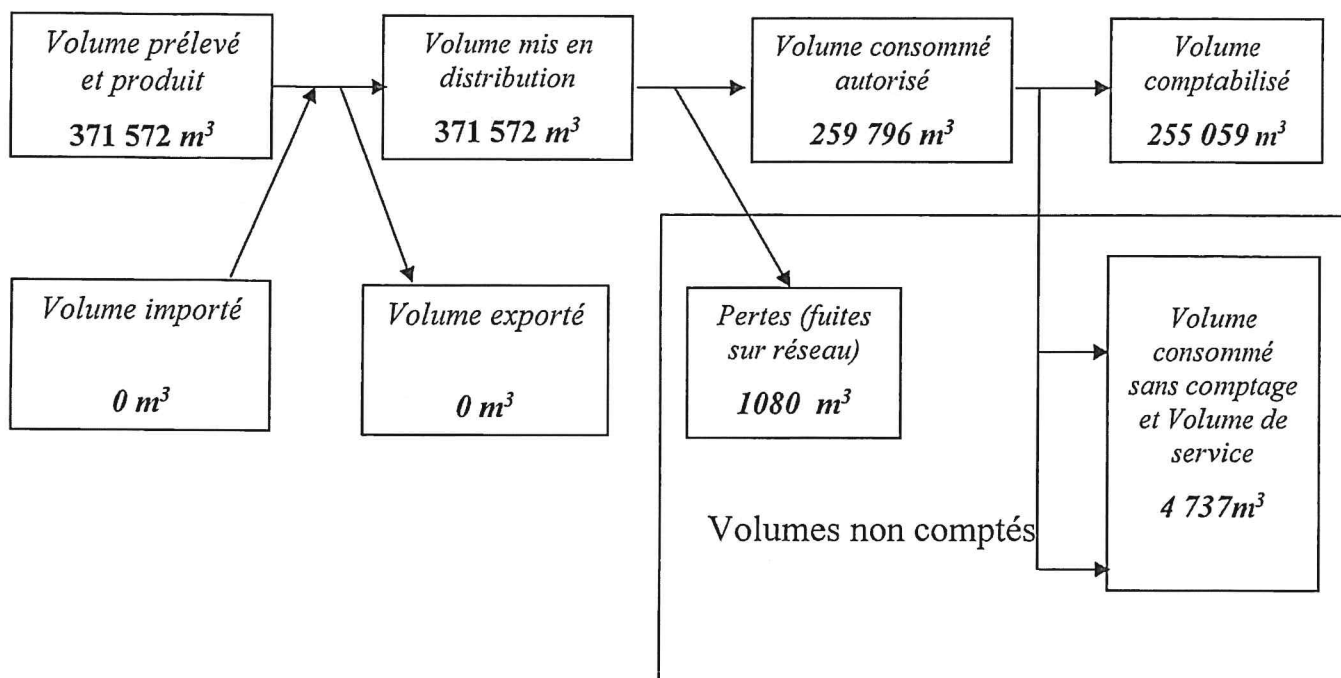 Volume prélevé
et produit
371 572 m³
Volume mis en
distribution
371 572 m³
Volume consommé
autorisé
259 796 m³
Volume
comptabilisé
255 059 m³
Volume importé
0 m³
Volume exporté
0 m³
Pertes (fuites
sur réseau)
1080 m³
Volume
consommé
sans comptage
et Volume de
service
4 737m³
Volumes non comptés